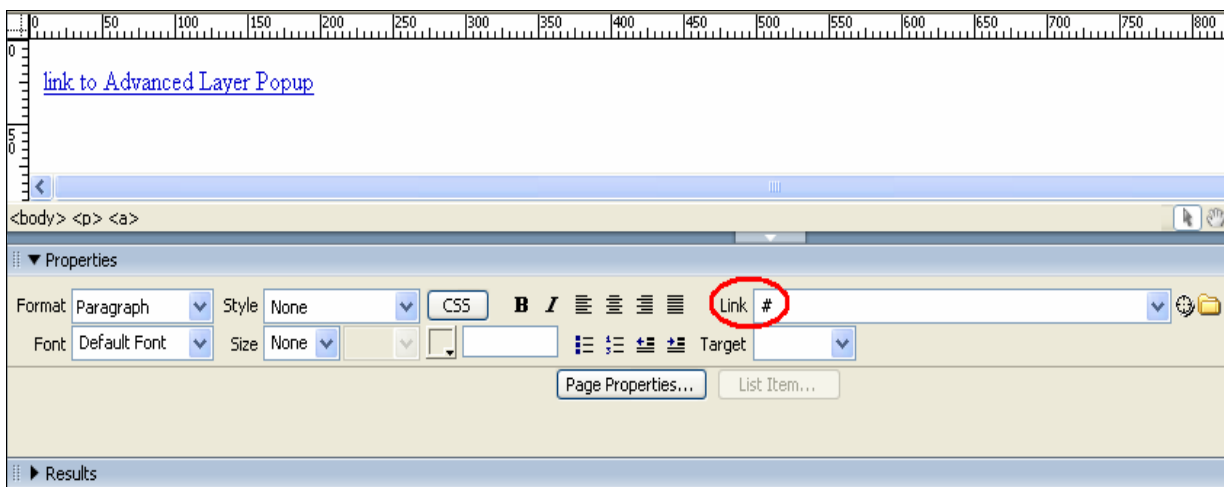 0 50 100 150 200 250 300 350 400 450 500 550 600 650 700 750 800
0
link to Advanced Layer Popup
50
<body> <p> <a>
Properties
Format Paragraph Style None CSS B I Link #
Font Default Font Size None Target
Page Properties... List Item...
Results